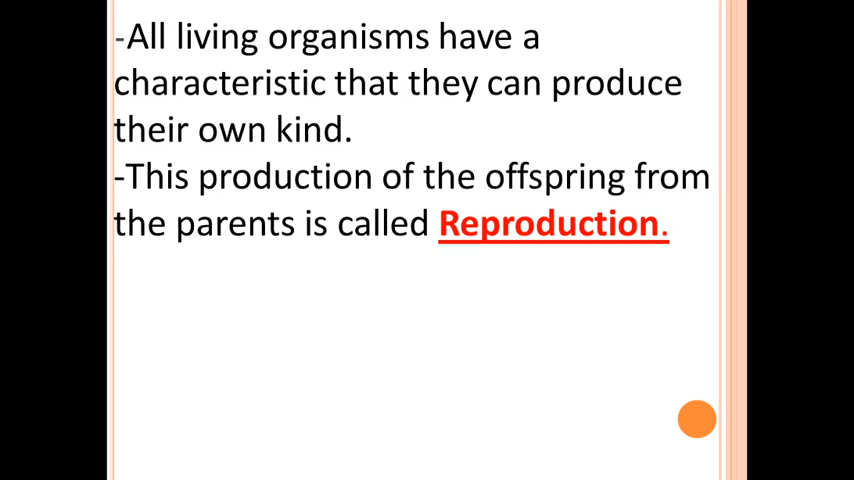 -All living organisms have a
characteristic that they can produce
their own kind.
-This production of the offspring from
the parents is called Reproduction.